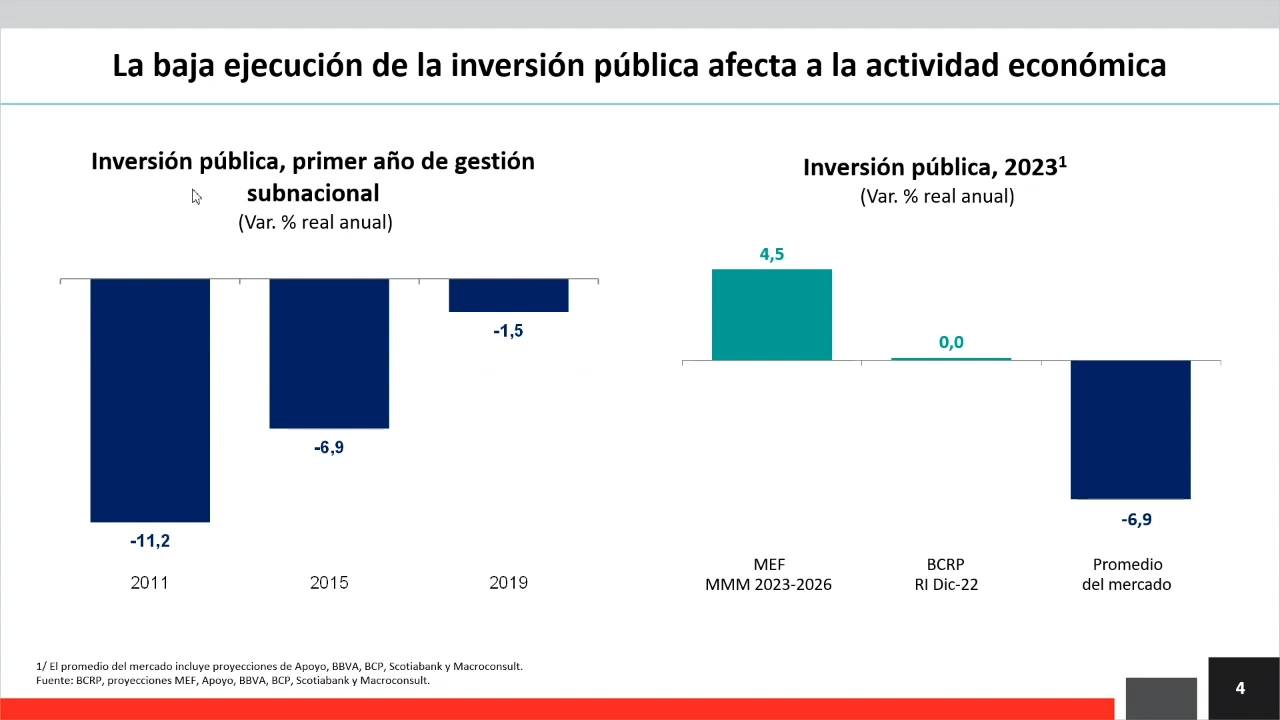 La baja ejecución de la inversión pública afecta a la actividad económica
Inversión pública, primer año de gestión
subnacional
(Var. % real anual)
-11,2
-6,9
-1,5
2011
2015
2019
Inversión pública, 2023¹
(Var. % real anual)
4,5
0,0
-6,9
MEF
MMM 2023-2026
BCRP
RI Dic-22
Promedio
del mercado
1/ El promedio del mercado incluye proyecciones de Apoyo, BBVA, BCP, Scotiabank y Macroconsult.
Fuente: BCRP, proyecciones MEF, Apoyo, BBVA, BCP, Scotiabank y Macroconsult.
4